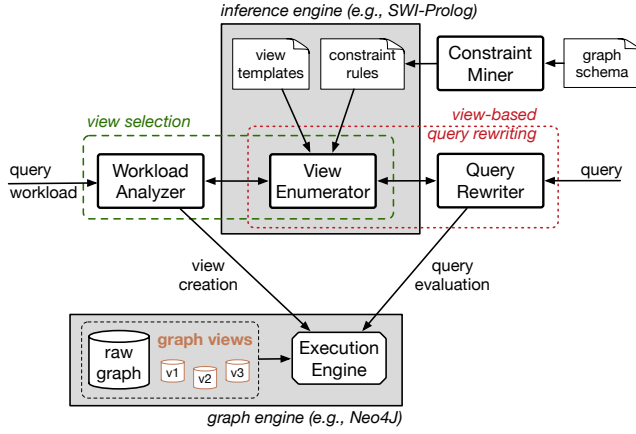 inference engine (e.g., SWI-Prolog)
view
templates
constraint
rules
Constraint
Miner
graph
schema
view selection
view-based
query rewriting
query
workload
Workload
Analyzer
View
Enumerator
Query
Rewriter
query
view
creation
query
evaluation
raw
graph
graph views
v1
v2
v3
Execution
Engine
graph engine (e.g., Neo4J)